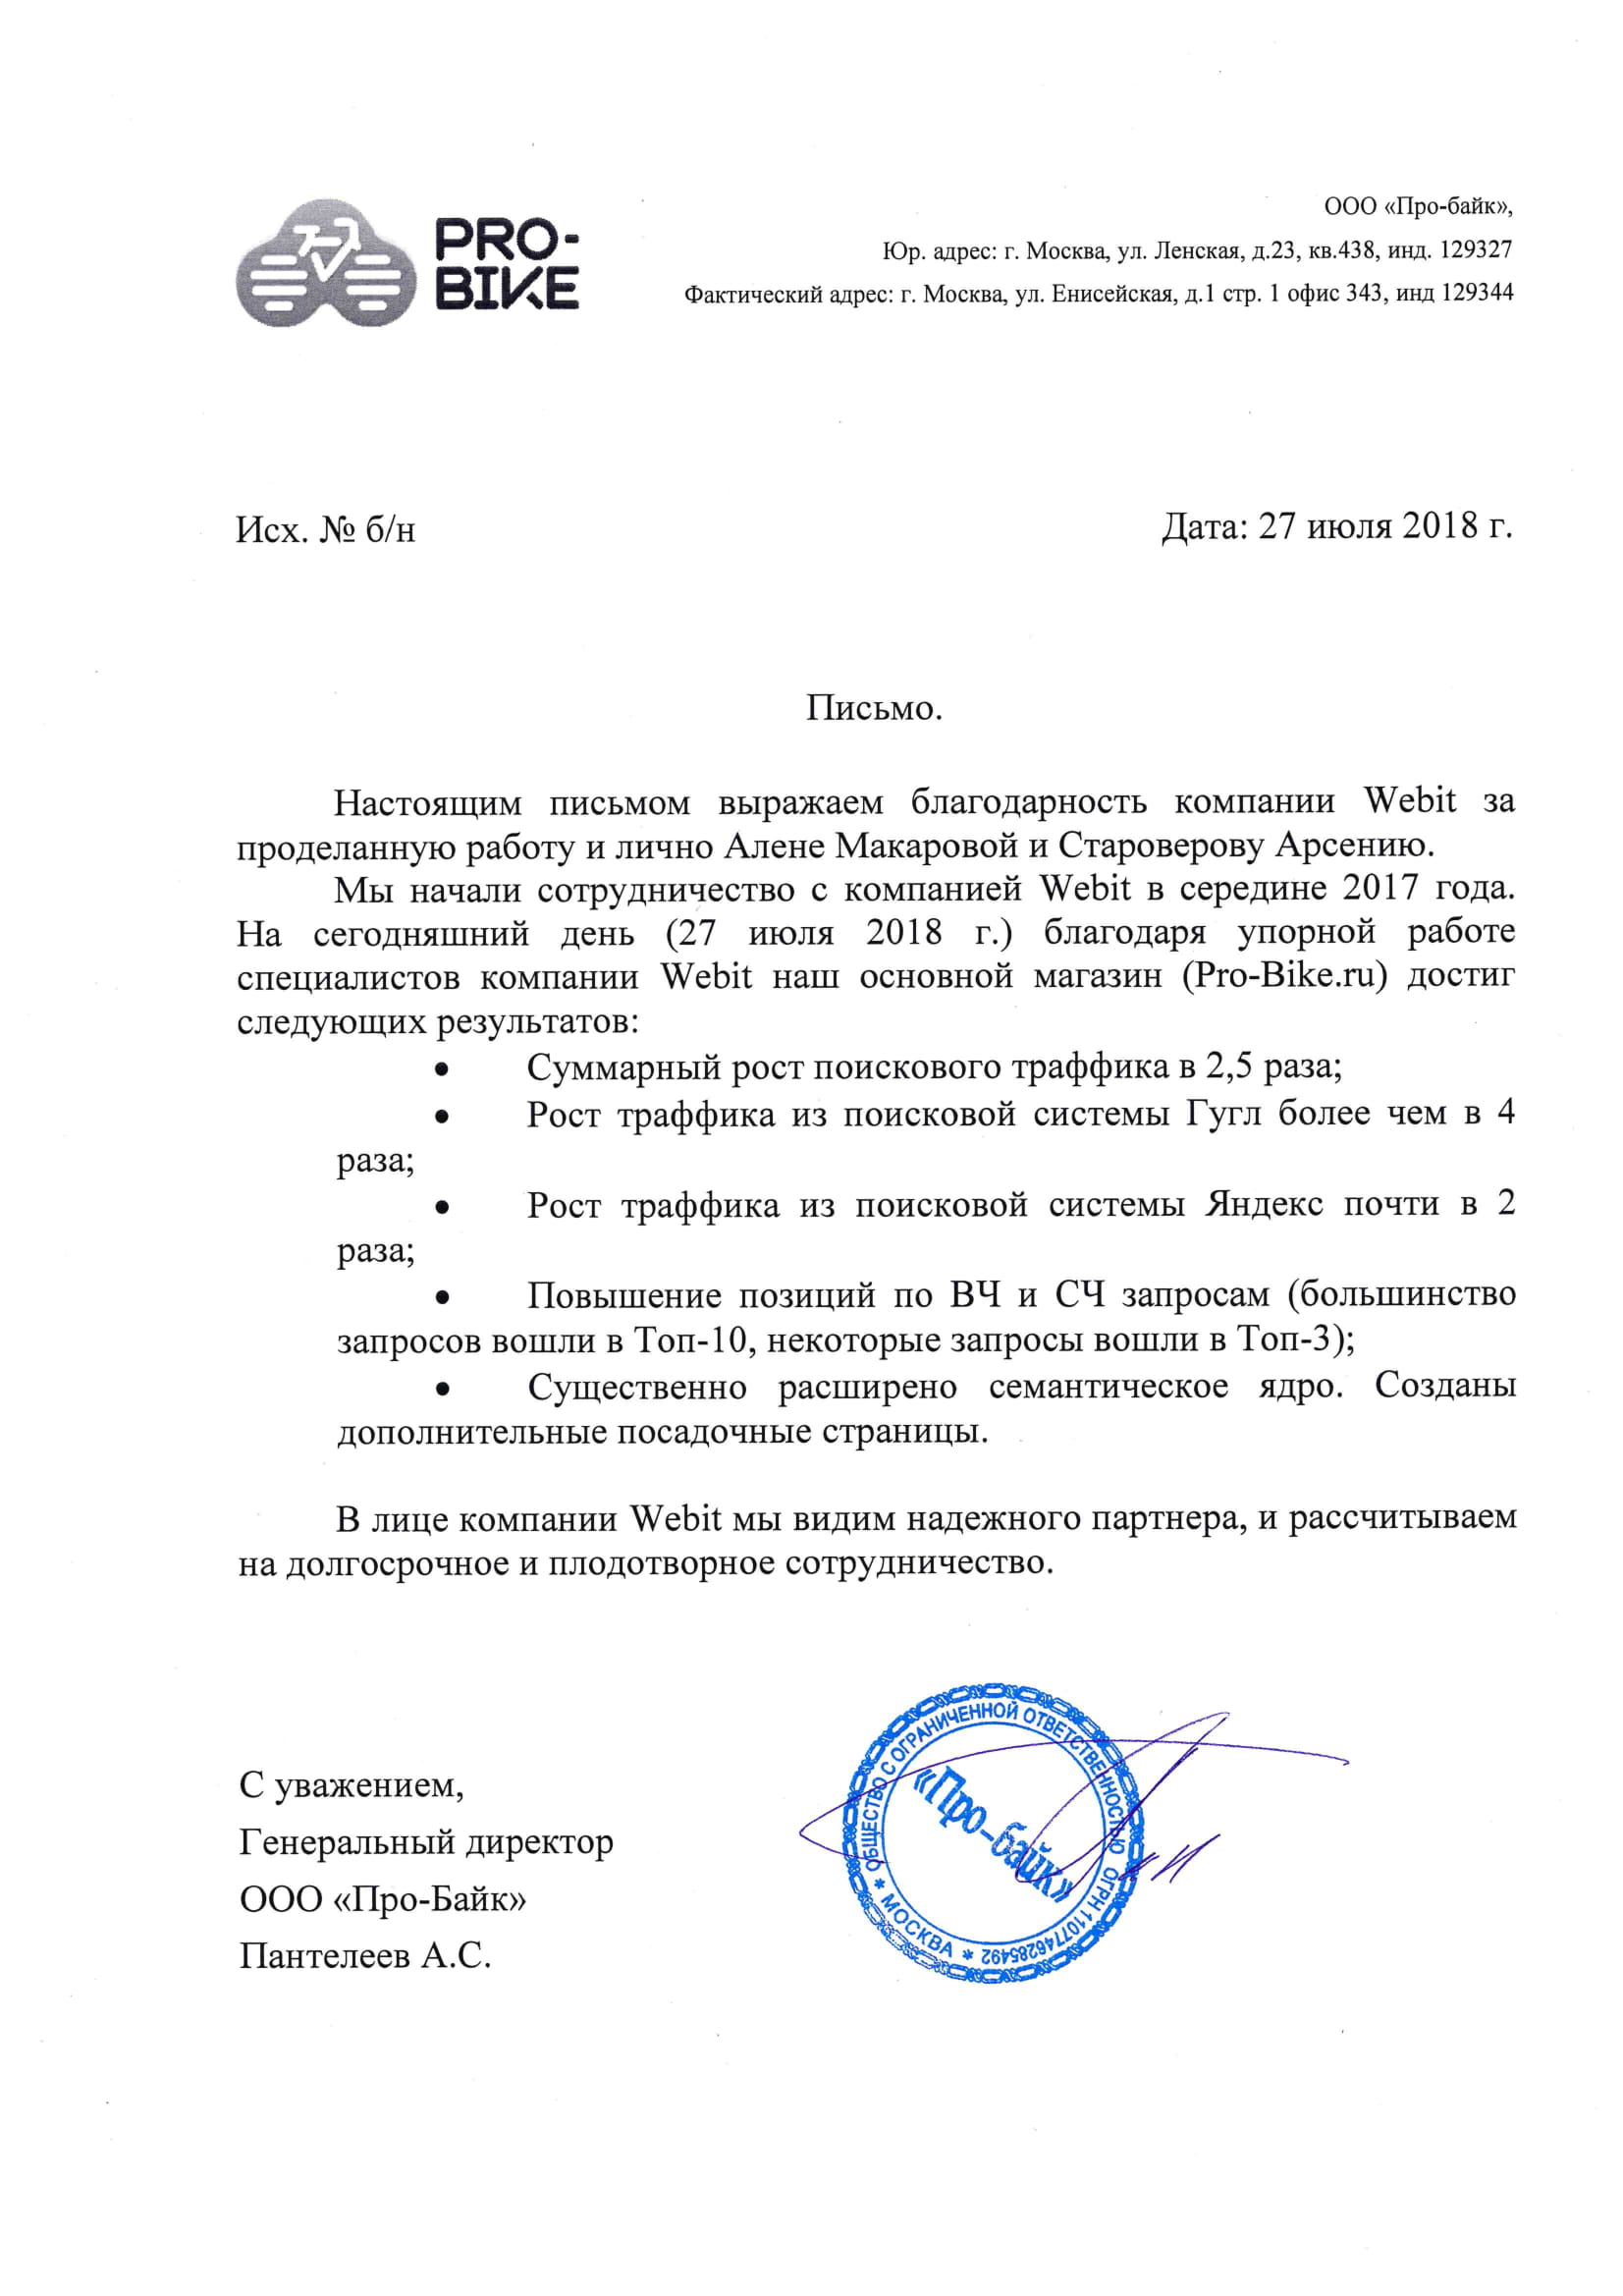 PRO-
BIKE
ООО «Про-байк»,
Юр. адрес: г. Москва, ул. Ленская, д.23, кв.438, инд. 129327
Фактический адрес: г. Москва, ул. Енисейская, д.1 стр. 1 офис 343, инд 129344
Исх. № б/н
Дата: 27 июля 2018 г.
Письмо.
Настоящим письмом выражаем благодарность компании Webit за
проделанную работу и лично Алене Макаровой и Староверову Арсению.
Мы начали сотрудничество с компанией Webit в середине 2017 года.
На сегодняшний день (27 июля 2018 г.) благодаря упорной работе
специалистов компании Webit наш основной магазин (Pro-Bike.ru) достиг
следующих результатов:
• Суммарный рост поискового траффика в 2,5 раза;
• Рост траффика из поисковой системы Гугл более чем в 4
раза;
• Рост траффика из поисковой системы Яндекс почти в 2
раза;
• Повышение позиций по ВЧ и СЧ запросам (большинство
запросов вошли в Топ-10, некоторые запросы вошли в Топ-3);
• Существенно расширено семантическое ядро. Созданы
дополнительные посадочные страницы.
В лице компании Webit мы видим надежного партнера, и рассчитываем
на долгосрочное и плодотворное сотрудничество.
С уважением,
Генеральный директор
ООО «Про-Байк»
Пантелеев А.С.
ОБЩЕСТВО С ОГРАНИЧЕННОЙ ОТВЕТСТВЕННОСТЬЮ ОГРН 1107746285492
* МОСКВА *
«Про-байк»